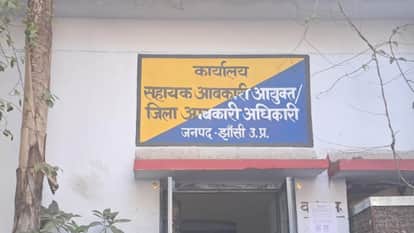 कार्यालय
सहायक आबकारी आयुक्त/
जिला आबकारी अधिकारी
जनपद-झाँसी उ.प्र.